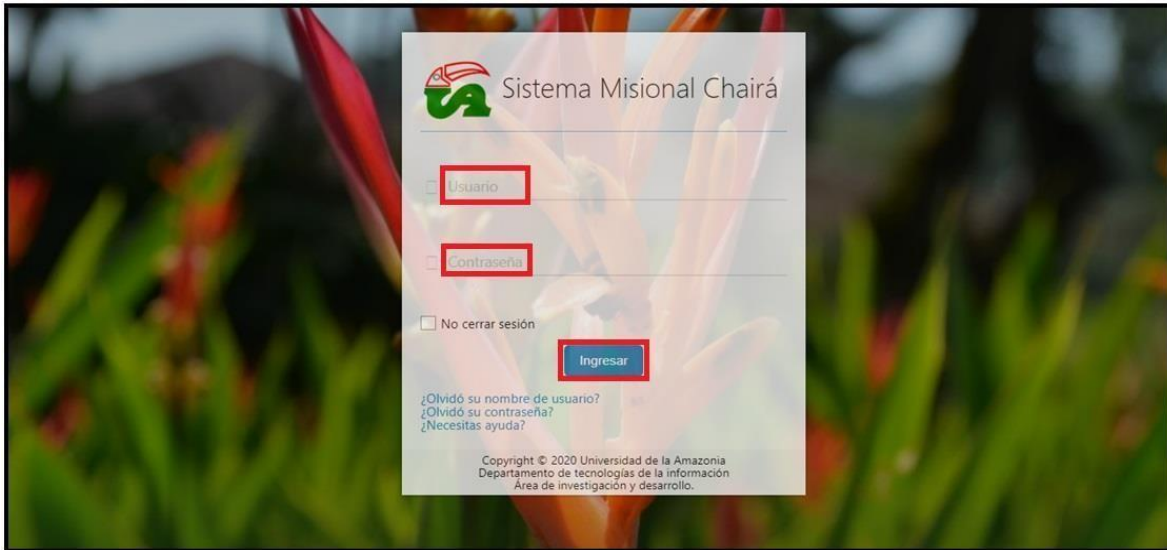 Sistema Misional Chairá
Usuario
Contraseña
No cerrar sesión
Ingresar
¿Olvidó su nombre de usuario?
¿Olvidó su contraseña?
¿Necesitas ayuda?
Copyright © 2020 Universidad de la Amazonia
Departamento de tecnologías de la información
Área de investigación y desarrollo.